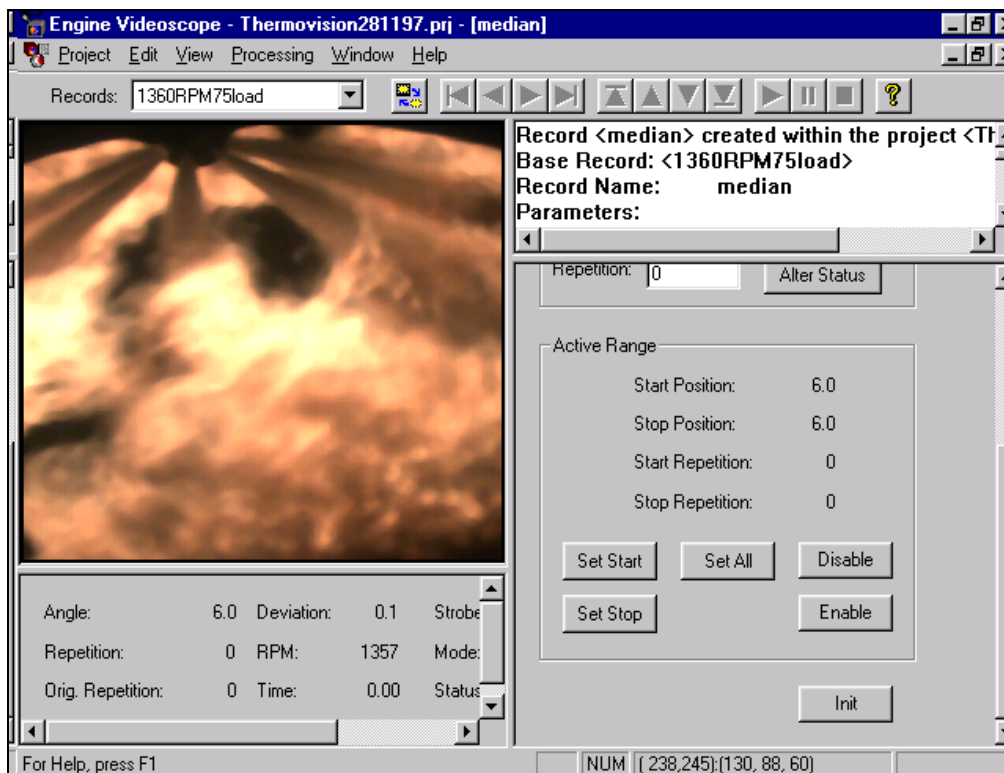 Engine Videoscope - Thermovision281197.prj - [median]
Project Edit View Processing Window Help
Records: 1360RPM75load
Record <median> created within the project <Th
Base Record: <1360RPM75load>
Record Name: median
Parameters:
Repetition: 0 Alter Status
Active Range
Start Position: 6.0
Stop Position: 6.0
Start Repetition: 0
Stop Repetition: 0
Set Start Set All Disable
Set Stop Enable
Init
Angle: 6.0 Deviation: 0.1 Strobe
Repetition: 0 RPM: 1357 Mode:
Orig. Repetition: 0 Time: 0.00 Status
For Help, press F1 NUM ( 238,245):(130, 88, 60)